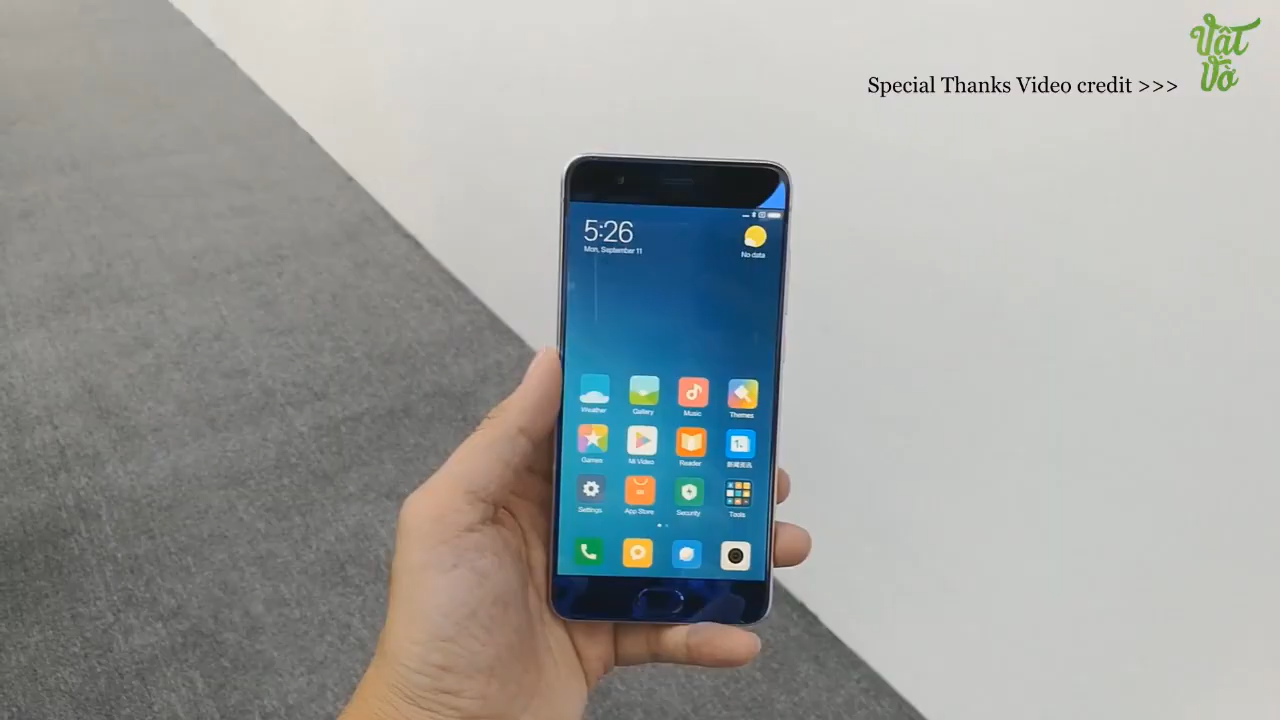 Vật
Vờ
Special Thanks Video credit >>>
5:26
Mon, September 11
No data
Weather Gallery Music Themes
Games Mi Video Reader
Settings App Store Security Tools